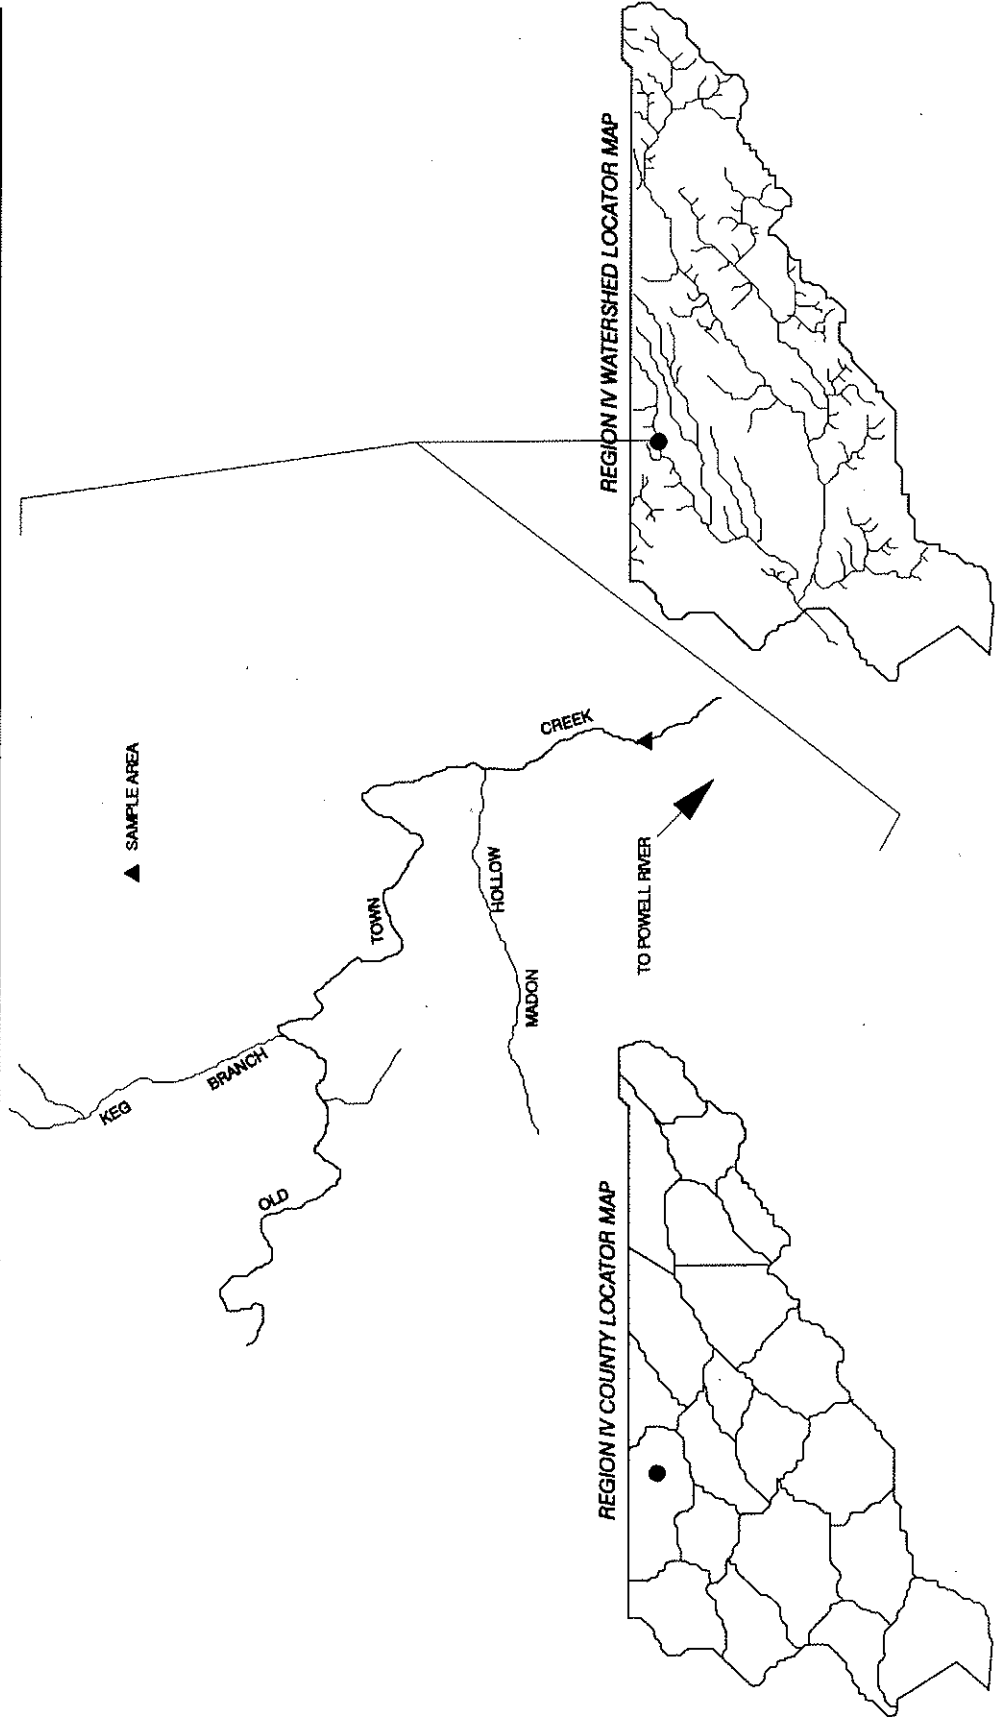 SAMPLE AREA
KEG
BRANCH
OLD
TOWN
CREEK
MADON
HOLLOW
TO POWELL RIVER
REGION IV COUNTY LOCATOR MAP
REGION IV WATERSHED LOCATOR MAP